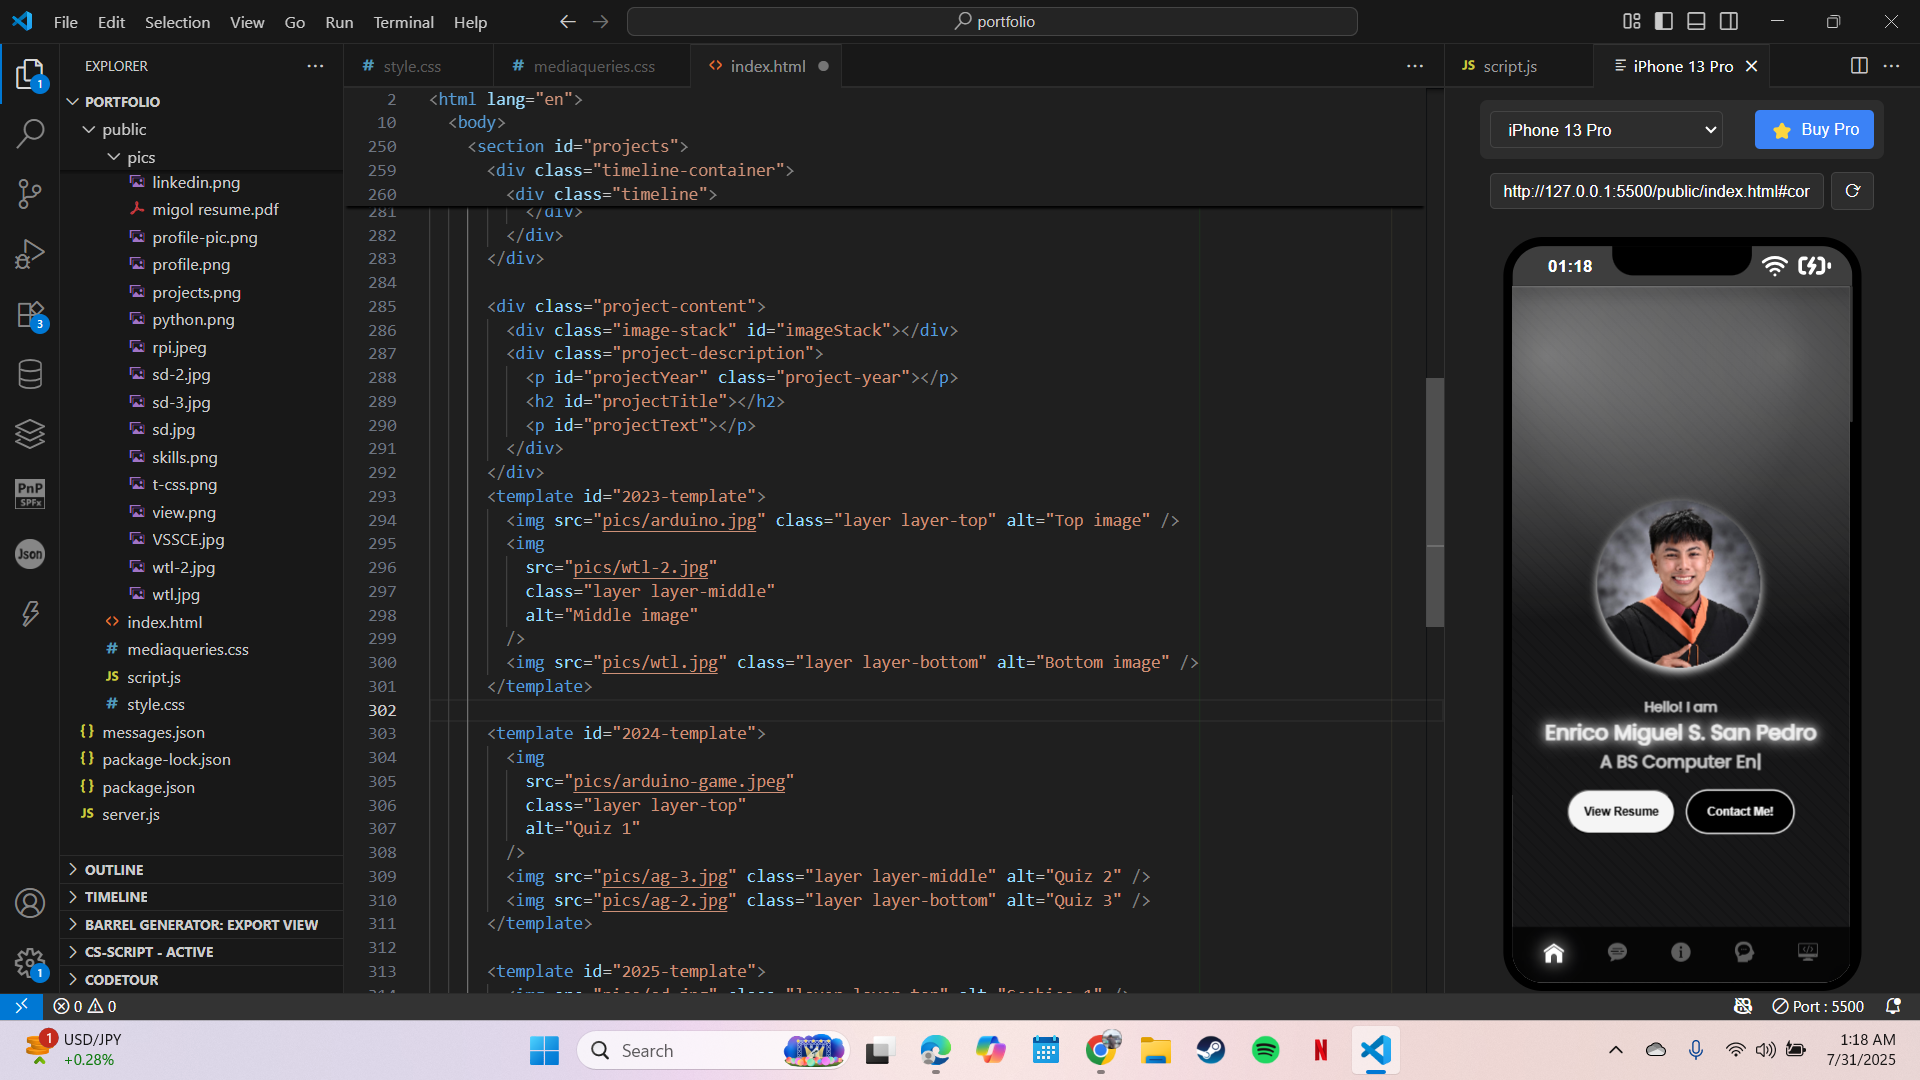 File Edit Selection View Go Run Terminal Help
portfolio
EXPLORER
PORTFOLIO
public
pics
linkedin.png
migol resume.pdf
profile-pic.png
profile.png
projects.png
python.png
rpi.jpeg
sd-2.jpg
sd-3.jpg
sd.jpg
skills.png
t-css.png
view.png
VSSCE.jpg
wtl-2.jpg
wtl.jpg
index.html
mediaqueries.css
script.js
style.css
messages.json
package-lock.json
package.json
server.js
OUTLINE
TIMELINE
BARREL GENERATOR: EXPORT VIEW
CS-SCRIPT - ACTIVE
CODETOUR
1
3
PnP
SPFx
Json
1
style.css mediaqueries.css index.html
2 <html lang="en">
10 <body>
250 <section id="projects">
259 <div class="timeline-container">
260 <div class="timeline">
281 </div>
282 </div>
283 </div>
284
285 <div class="project-content">
286 <div class="image-stack" id="imageStack"></div>
287 <div class="project-description">
288 <p id="projectYear" class="project-year"></p>
289 <h2 id="projectTitle"></h2>
290 <p id="projectText"></p>
291 </div>
292 </div>
293 <template id="2023-template">
294 <img src="pics/arduino.jpg" class="layer layer-top" alt="Top image" />
295 <img
296 src="pics/wtl-2.jpg"
297 class="layer layer-middle"
298 alt="Middle image"
299 />
300 <img src="pics/wtl.jpg" class="layer layer-bottom" alt="Bottom image" />
301 </template>
302
303 <template id="2024-template">
304 <img
305 src="pics/arduino-game.jpeg"
306 class="layer layer-top"
307 alt="Quiz 1"
308 />
309 <img src="pics/ag-3.jpg" class="layer layer-middle" alt="Quiz 2" />
310 <img src="pics/ag-2.jpg" class="layer layer-bottom" alt="Quiz 3" />
311 </template>
312
313 <template id="2025-template">
JS script.js iPhone 13 Pro
iPhone 13 Pro
Buy Pro
http://127.0.0.1:5500/public/index.html#cor
01:18
Hello! I am
Enrico Miguel S. San Pedro
A BS Computer En|
View Resume Contact Me!
0 0
Port : 5500
1
USD/JPY
+0.28%
Search
N
1:18 AM
7/31/2025